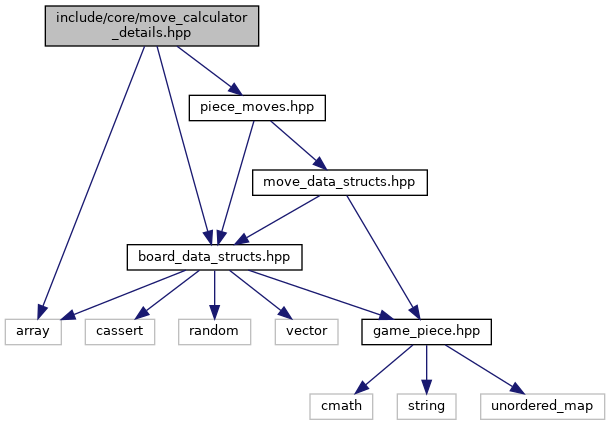 include/core/move_calculator
_details.hpp
piece_moves.hpp
move_data_structs.hpp
board_data_structs.hpp
array
cassert
random
vector
game_piece.hpp
cmath
string
unordered_map